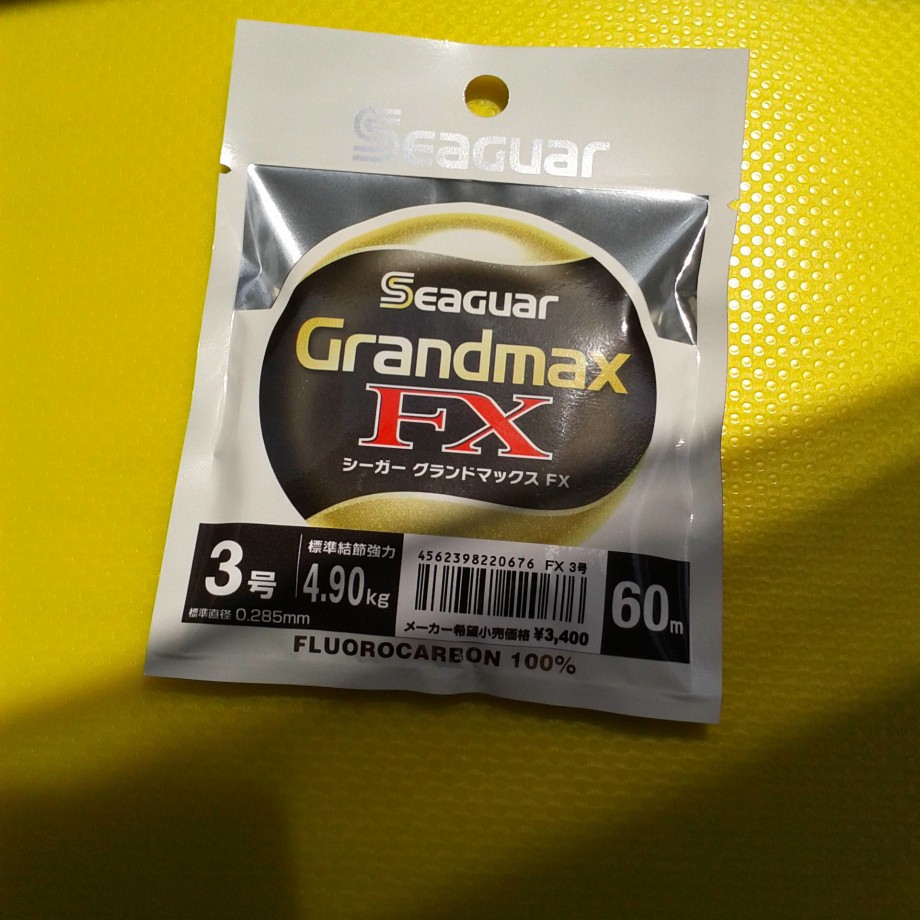 Seaguar
Seaguar
Grandmax
FX
シーガー グランドマックス FX
3号
標準直径 0.285mm
標準結節強力
4.90kg
4562398220676 FX 3号
メーカー希望小売価格 ¥3,400
60m
FLUOROCARBON 100%